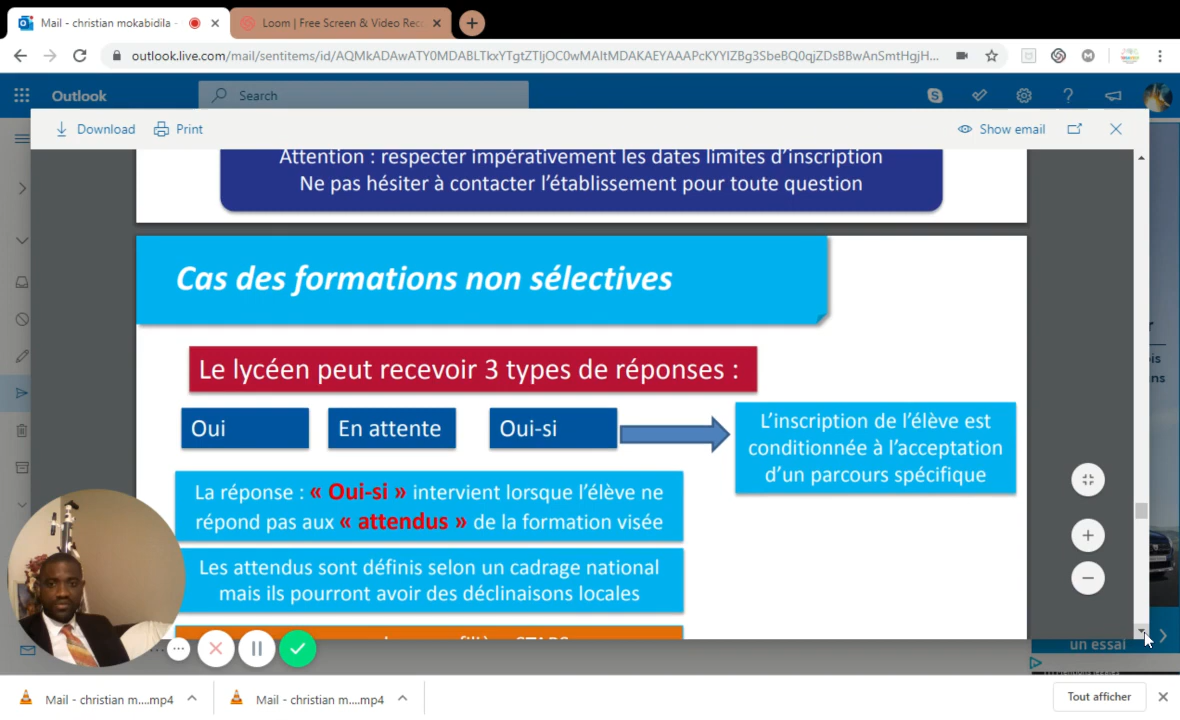 Mail - christian mokabidila -
Loom | Free Screen & Video Rec
outlook.live.com/mail/sentitems/id/AQMkADAwATY0MDABLTkxYTgtZTljOC0wMAItMDAKAEYAAAPcKYYIZBg3SbeBQ0qjZDsBBwAnSmtHgjH...
Outlook
Search
Download
Print
Show email
Attention : respecter impérativement les dates limites d’inscription
Ne pas hésiter à contacter l’établissement pour toute question
Cas des formations non sélectives
Le lycéen peut recevoir 3 types de réponses :
Oui
En attente
Oui-si
L’inscription de l’élève est
conditionnée à l’acceptation
d’un parcours spécifique
La réponse : « Oui-si » intervient lorsque l’élève ne
répond pas aux « attendus » de la formation visée
Les attendus sont définis selon un cadrage national
mais ils pourront avoir des déclinaisons locales
un essai
Mail - christian m....mp4
Mail - christian m....mp4
Tout afficher